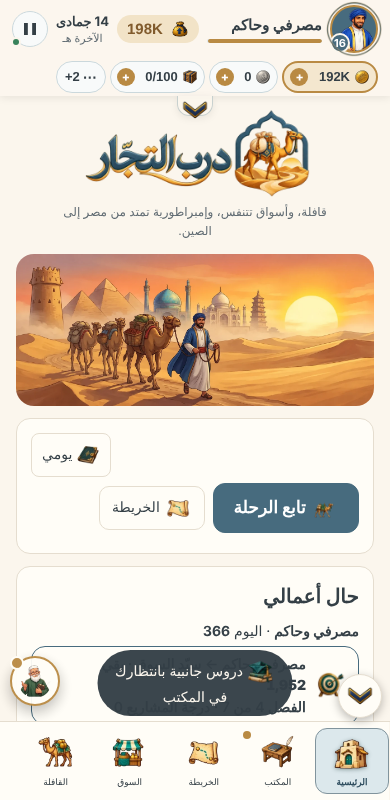 مصرفي وحاكم
198K
14 جمادى
الآخرة هـ
16
192K
0
0/100
+2 ...
درب التجّار
قافلة، وأسواق تتنفس، وإمبراطورية تمتد من مصر إلى
الصين.
يومي
تابع الرحلة
الخريطة
حال أعمالي
مصرفي وحاكم · اليوم 366
دروس جانبية بانتظارك
في المكتب
الرئيسية
المكتب
الخريطة
السوق
القافلة